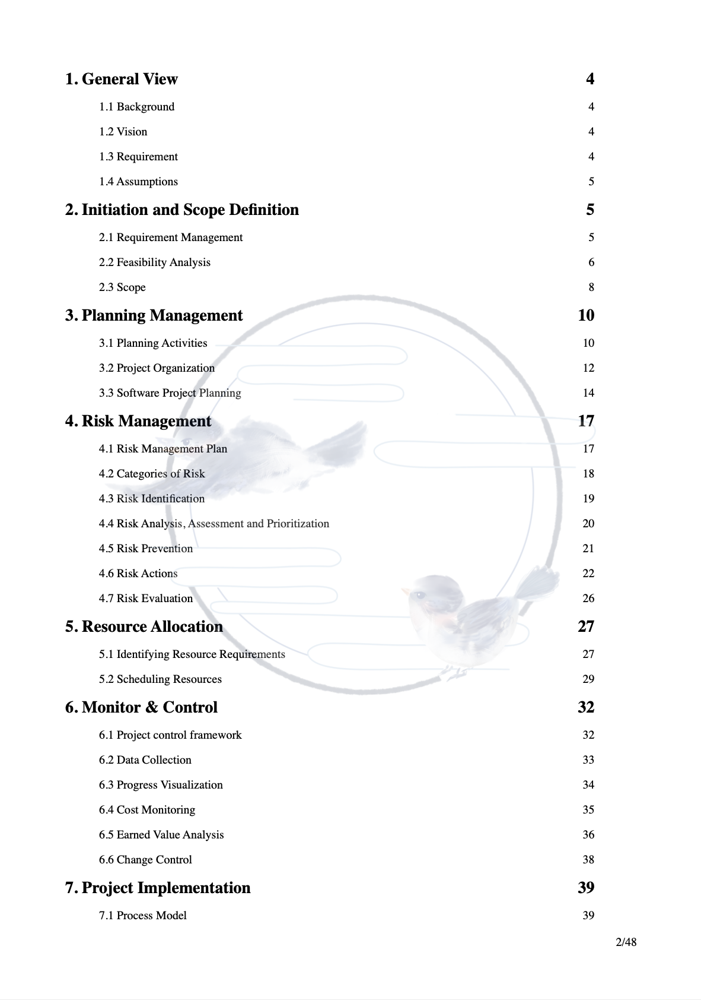 1. General View 4
1.1 Background 4
1.2 Vision 4
1.3 Requirement 4
1.4 Assumptions 5
2. Initiation and Scope Definition 5
2.1 Requirement Management 5
2.2 Feasibility Analysis 6
2.3 Scope 8
3. Planning Management 10
3.1 Planning Activities 10
3.2 Project Organization 12
3.3 Software Project Planning 14
4. Risk Management 17
4.1 Risk Management Plan 17
4.2 Categories of Risk 18
4.3 Risk Identification 19
4.4 Risk Analysis, Assessment and Prioritization 20
4.5 Risk Prevention 21
4.6 Risk Actions 22
4.7 Risk Evaluation 26
5. Resource Allocation 27
5.1 Identifying Resource Requirements 27
5.2 Scheduling Resources 29
6. Monitor & Control 32
6.1 Project control framework 32
6.2 Data Collection 33
6.3 Progress Visualization 34
6.4 Cost Monitoring 35
6.5 Earned Value Analysis 36
6.6 Change Control 38
7. Project Implementation 39
7.1 Process Model 39
2/48